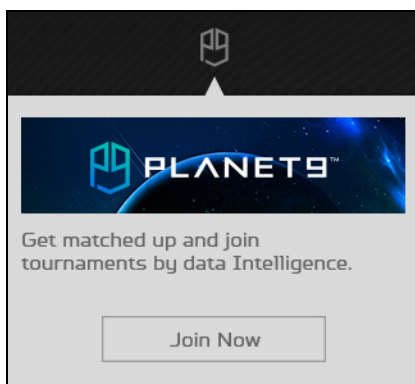 PLANET9™
Get matched up and join
tournaments by data Intelligence.
Join Now